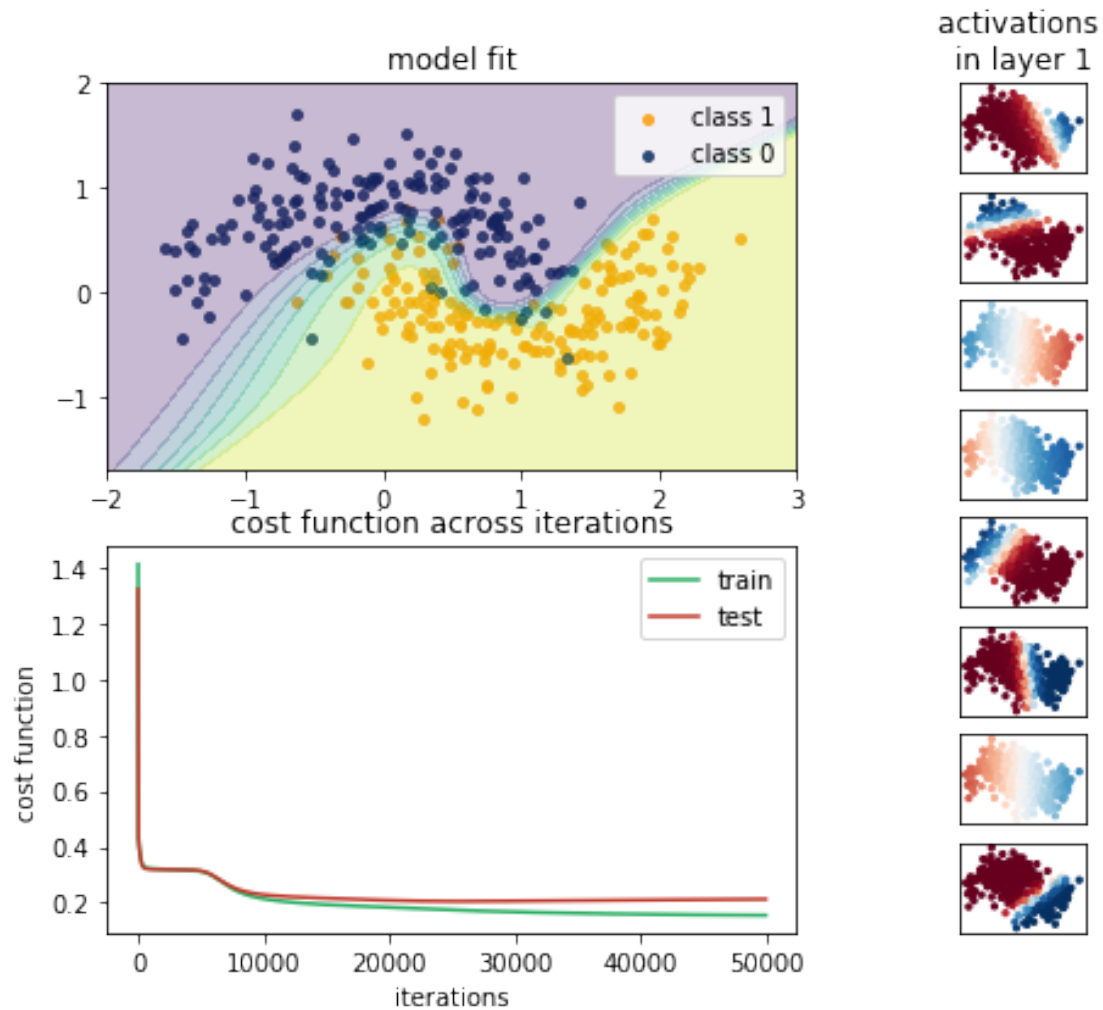 activations
in layer 1
model fit
class 1
class 0
2
1
0
−1
−2
−1
0
1
2
3
cost function across iterations
train
test
1.4
1.2
1.0
0.8
0.6
0.4
0.2
cost function
0
10000
20000
30000
40000
50000
iterations